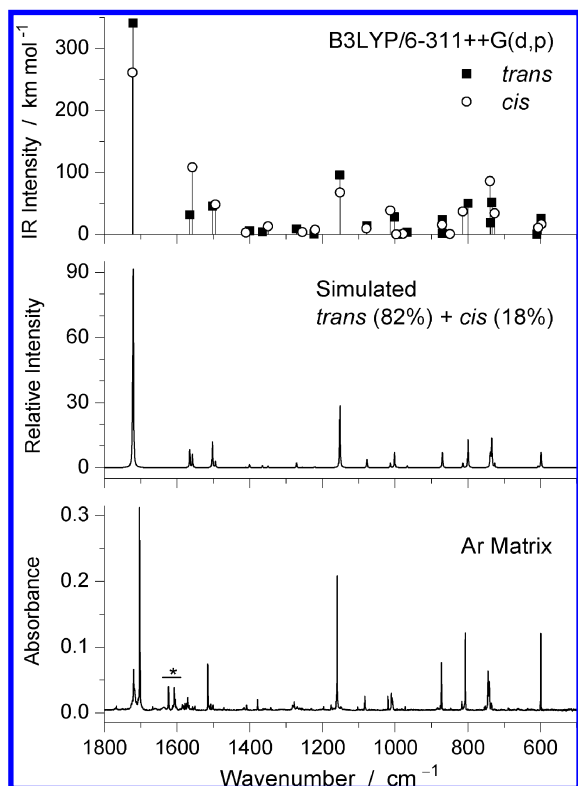 B3LYP/6-311++G(d,p)
trans
cis
IR Intensity / km mol⁻¹
300
200
100
0
Simulated
trans (82%) + cis (18%)
Relative Intensity
90
60
30
0
Ar Matrix
*
Absorbance
0.3
0.2
0.1
0.0
1800 1600 1400 1200 1000 800 600
Wavenumber / cm⁻¹